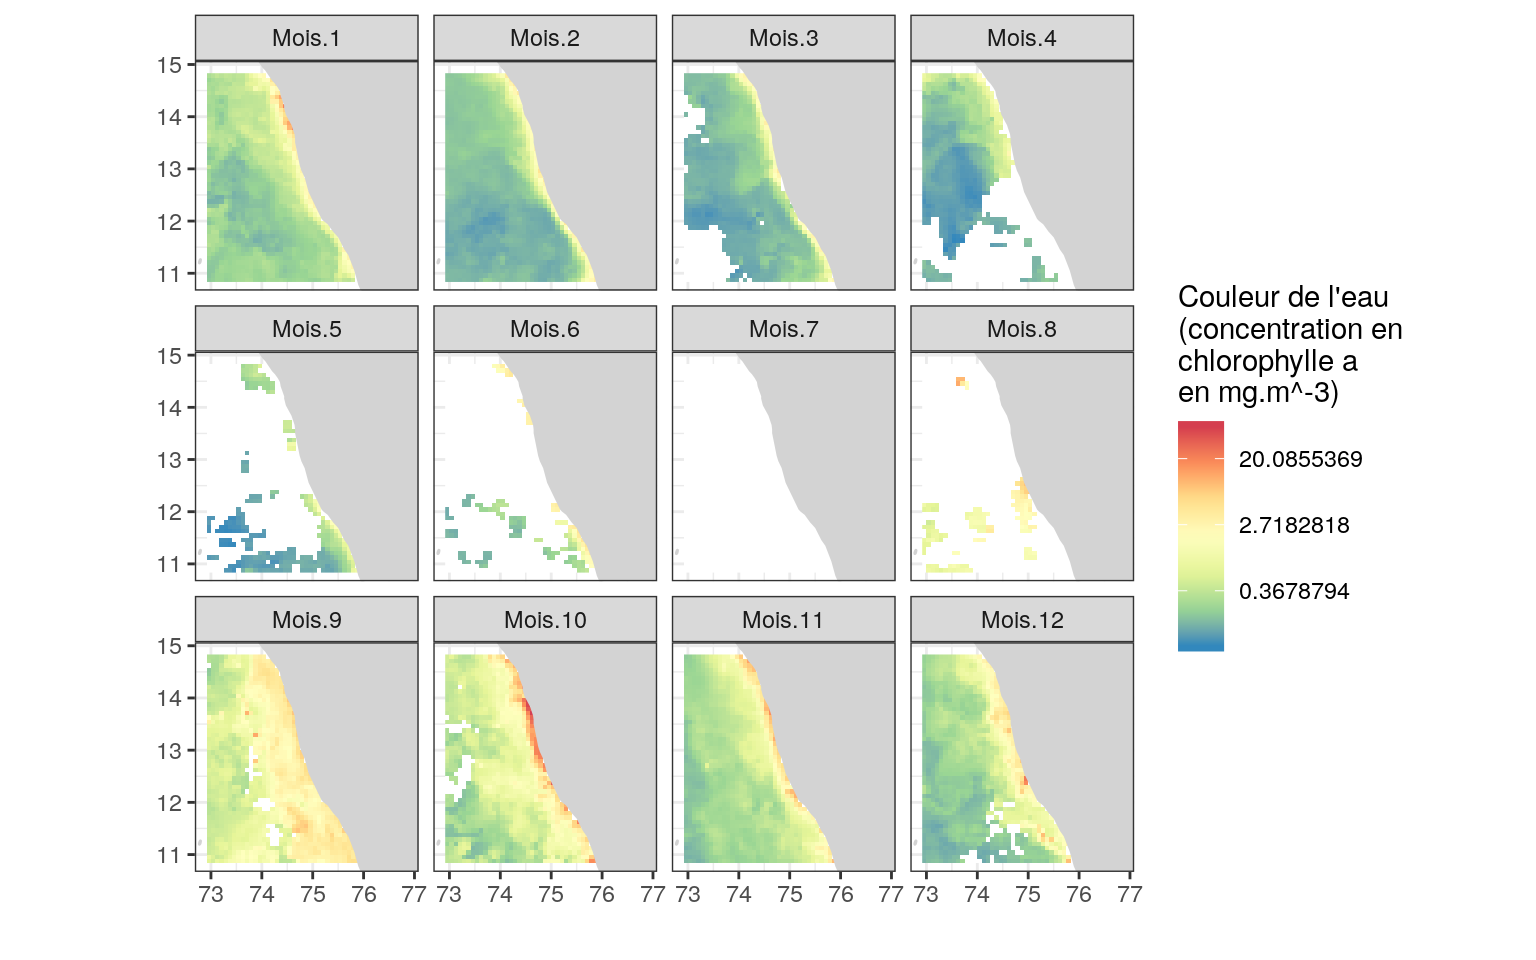 Mois.1 Mois.2 Mois.3 Mois.4
15
14
13
12
11
Mois.5 Mois.6 Mois.7 Mois.8
15
14
13
12
11
Mois.9 Mois.10 Mois.11 Mois.12
15
14
13
12
11
73 74 75 76 77 73 74 75 76 77 73 74 75 76 77 73 74 75 76 77
Couleur de l'eau
(concentration en
chlorophylle a
en mg.m^-3)
20.0855369
2.7182818
0.3678794